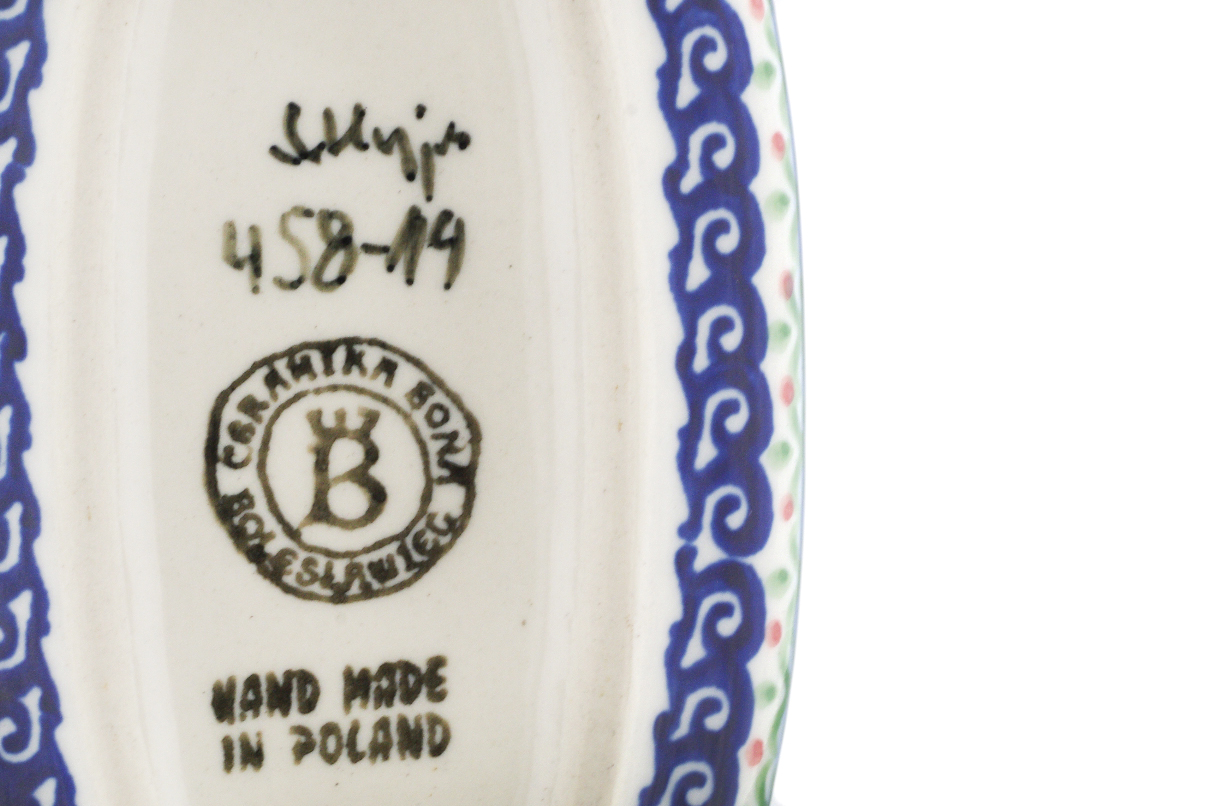 458-14
CERAMIKA BONA
B
BOLESŁAWIEC
HAND MADE
IN POLAND